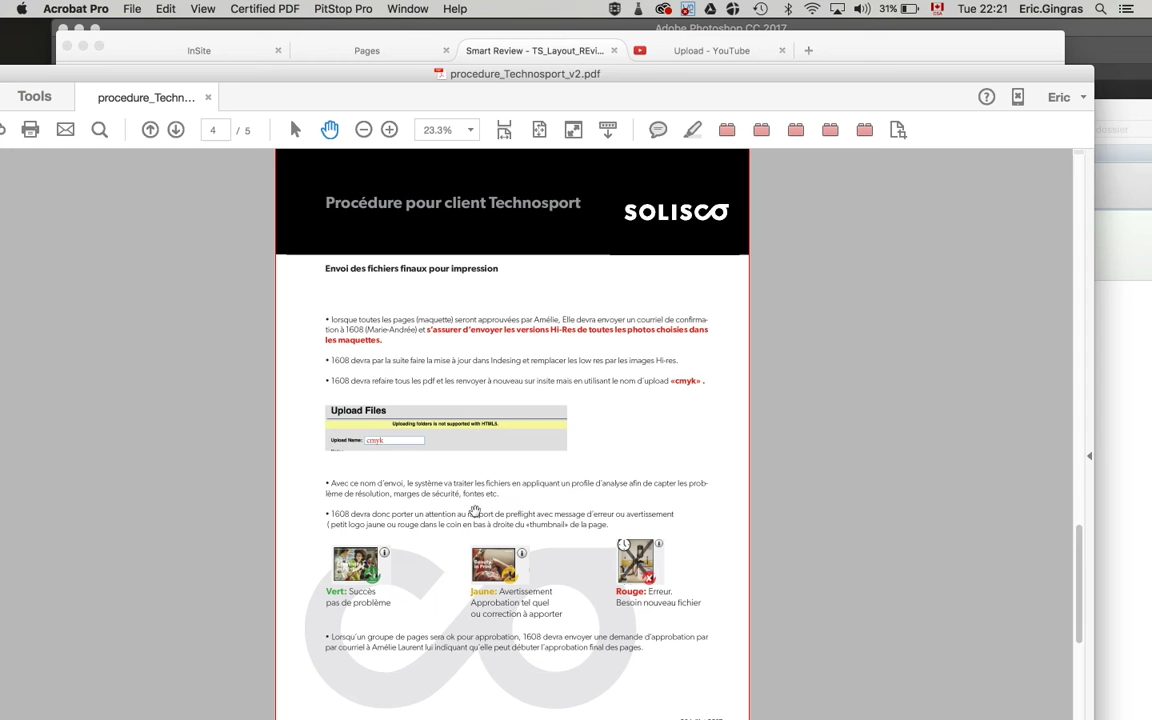 Acrobat Pro File Edit View Certified PDF PitStop Pro Window Help 31% Tue 22:21 Eric.Gingras
Adobe Photoshop CC 2017
InSite Pages Smart Review - TS_Layout_REvi... Upload - YouTube
procedure_Technosport_v2.pdf
Tools procedure_Techn... Eric
4 / 5 23.3%
dossier
Procédure pour client Technosport SOLISCO
Envoi des fichiers finaux pour impression
• lorsque toutes les pages (maquette) seront approuvées par Amélie, Elle devra envoyer un courriel de confirma-
tion à 1608 (Marie-Andrée) et s'assurer d'envoyer les versions Hi-Res de toutes les photos choisies dans
les maquettes.
• 1608 devra par la suite faire la mise à jour dans Indesing et remplacer les low res par les images Hi-res.
• 1608 devra refaire tous les pdf et les renvoyer à nouveau sur insite mais en utilisant le nom d'upload «cmyk» .
Upload Files
Uploading folders is not supported with HTML5.
Upload Name: cmyk
• Avec ce nom d'envoi, le système va traiter les fichiers en appliquant un profile d'analyse afin de capter les prob-
lème de résolution, marges de sécurité, fontes etc.
• 1608 devra donc porter un attention au port de preflight avec message d'erreur ou avertissement
( petit logo jaune ou rouge dans le coin en bas à droite du «thumbnail» de la page.
Vert: Succès Jaune: Avertissement Rouge: Erreur.
pas de problème Approbation tel quel Besoin nouveau fichier
ou correction à apporter
• Lorsqu'un groupe de pages sera ok pour approbation, 1608 devra envoyer une demande d'approbation par
par courriel à Amélie Laurent lui indiquant qu'elle peut débuter l'approbation final des pages.